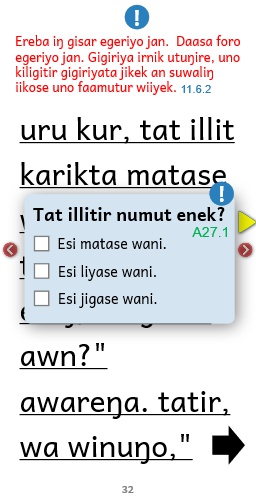 Ereba iŋ gisar egeriyo jan. Daasa foro
egeriyo jan. Gigiriya irnik utuŋire, uno
kiligitir gigiriyata jikek an suwaliŋ
iikose uno faamutur wiiyek. 11.6.2
uru kur, tat illit
karikta matase
Tat illitir numut enek?
A27.1
Esi matase wani.
Esi liyase wani.
Esi jigase wani.
awn?"
awareŋa. tatir,
wa winuŋo,"
32